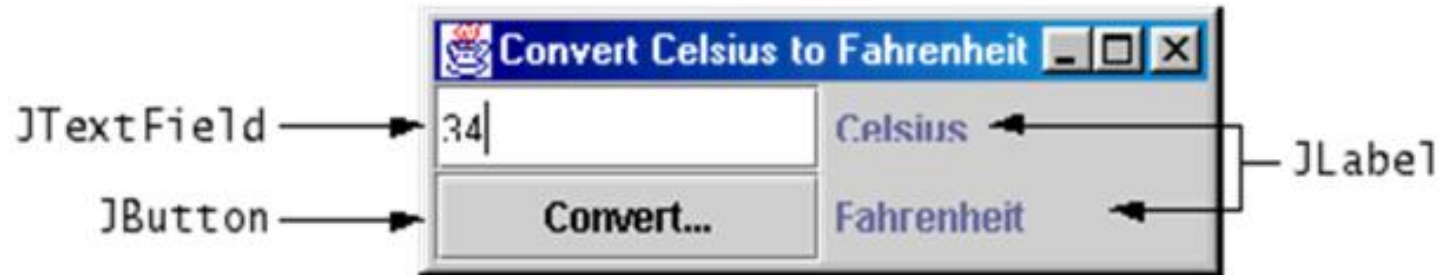 Convert Celsius to Fahrenheit
JTextField 34 Celsius JLabel
JButton Convert... Fahrenheit